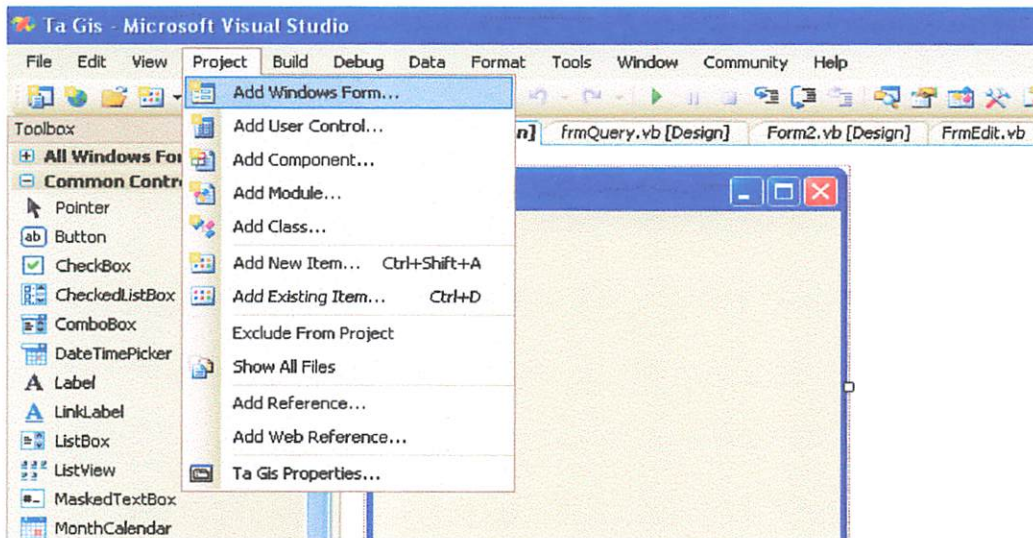 Ta Gis - Microsoft Visual Studio
File Edit View Project Build Debug Data Format Tools Window Community Help
Add Windows Form...
Toolbox
n] frmQuery.vb [Design] Form2.vb [Design] FrmEdit.vb
Add User Control...
All Windows Fo
Add Component...
Common Contr
Add Module...
Pointer
Add Class...
ab Button
Add New Item... Ctrl+Shift+A
CheckBox
Add Existing Item... Ctrl+D
CheckedListBox
Exclude From Project
ComboBox
Show All Files
DateTimePicker
A Label
Add Reference...
A LinkLabel
Add Web Reference...
ListBox
Ta Gis Properties...
ListView
MaskedTextBox
MonthCalendar